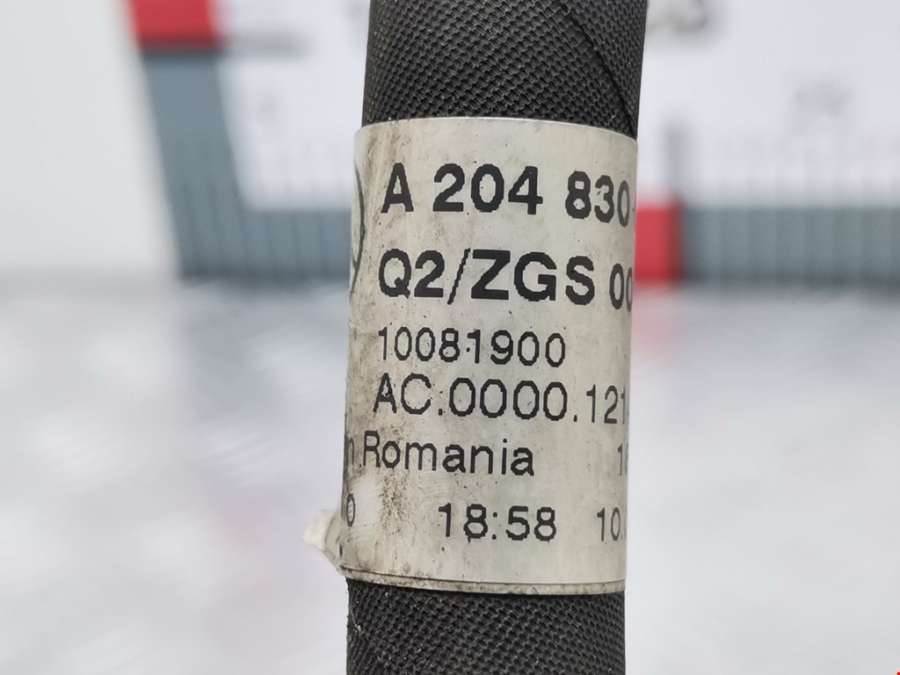 A 204 830
Q2/ZGS 00
10081900
AC.0000.121
Romania
18:58 10.